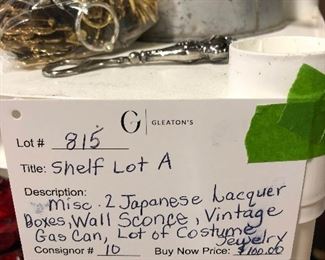 Lot # 815
G | GLEATON'S
Title: Shelf Lot A
Description:
Misc. 2 Japanese Lacquer
Boxes, Wall Sconce, Vintage
Gas Can, Lot of Costume
Jewelry
Consignor # 10 Buy Now Price: $100.00